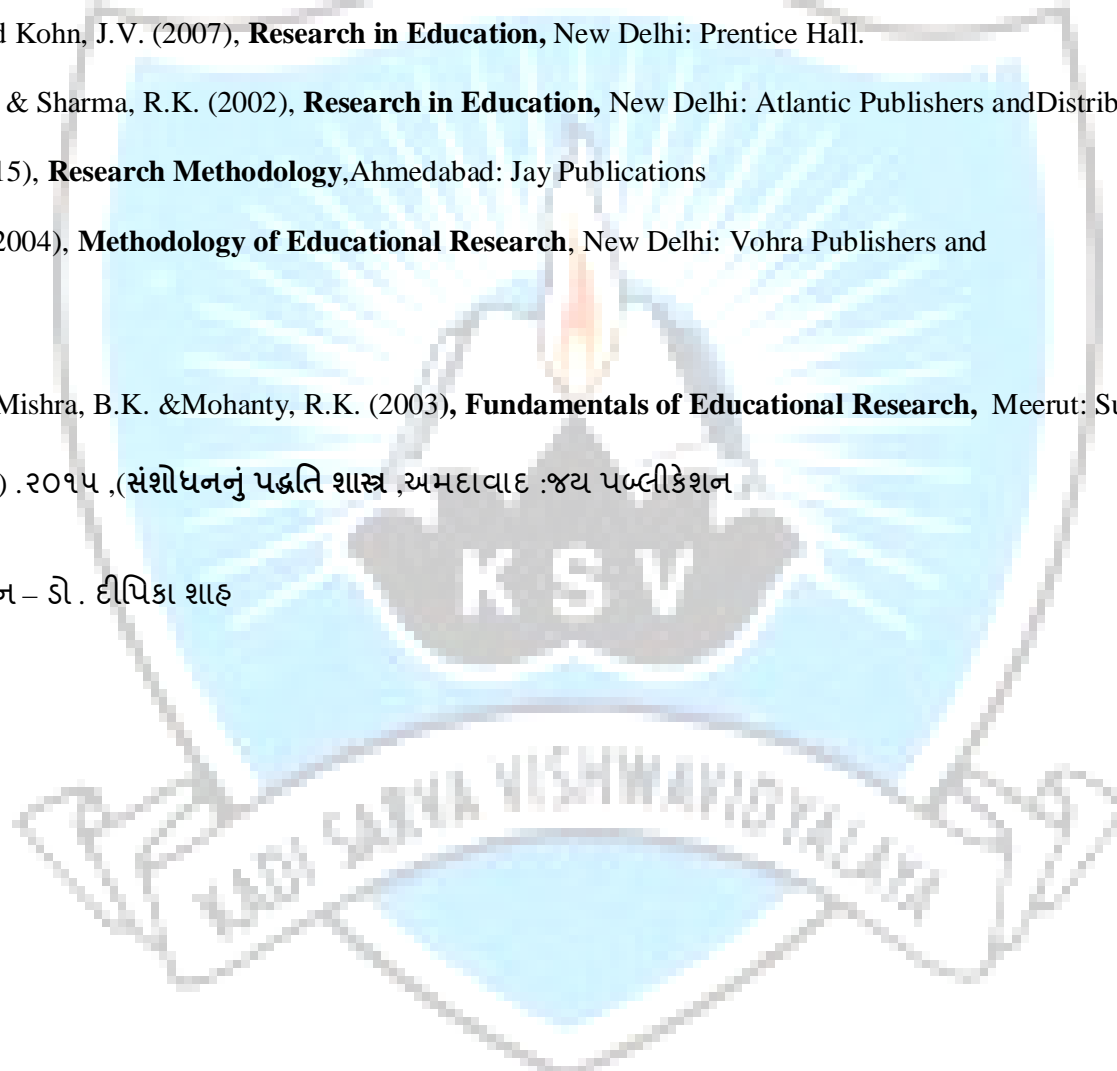 d Kohn, J.V. (2007), Research in Education, New Delhi: Prentice Hall.
& Sharma, R.K. (2002), Research in Education, New Delhi: Atlantic Publishers andDistrib
15), Research Methodology,Ahmedabad: Jay Publications
2004), Methodology of Educational Research, New Delhi: Vohra Publishers and
Mishra, B.K. &Mohanty, R.K. (2003), Fundamentals of Educational Research, Meerut: Su
) .૨૦૧૫ ,(સંશોધનનું પદ્ધતિ શાસ્ત્ર ,અમદાવાદ :જય પબ્લીકેશન
ન – ડો . દીપિકા શાહ
KSV
KADI SARVA VISHWAVIDYALAYA